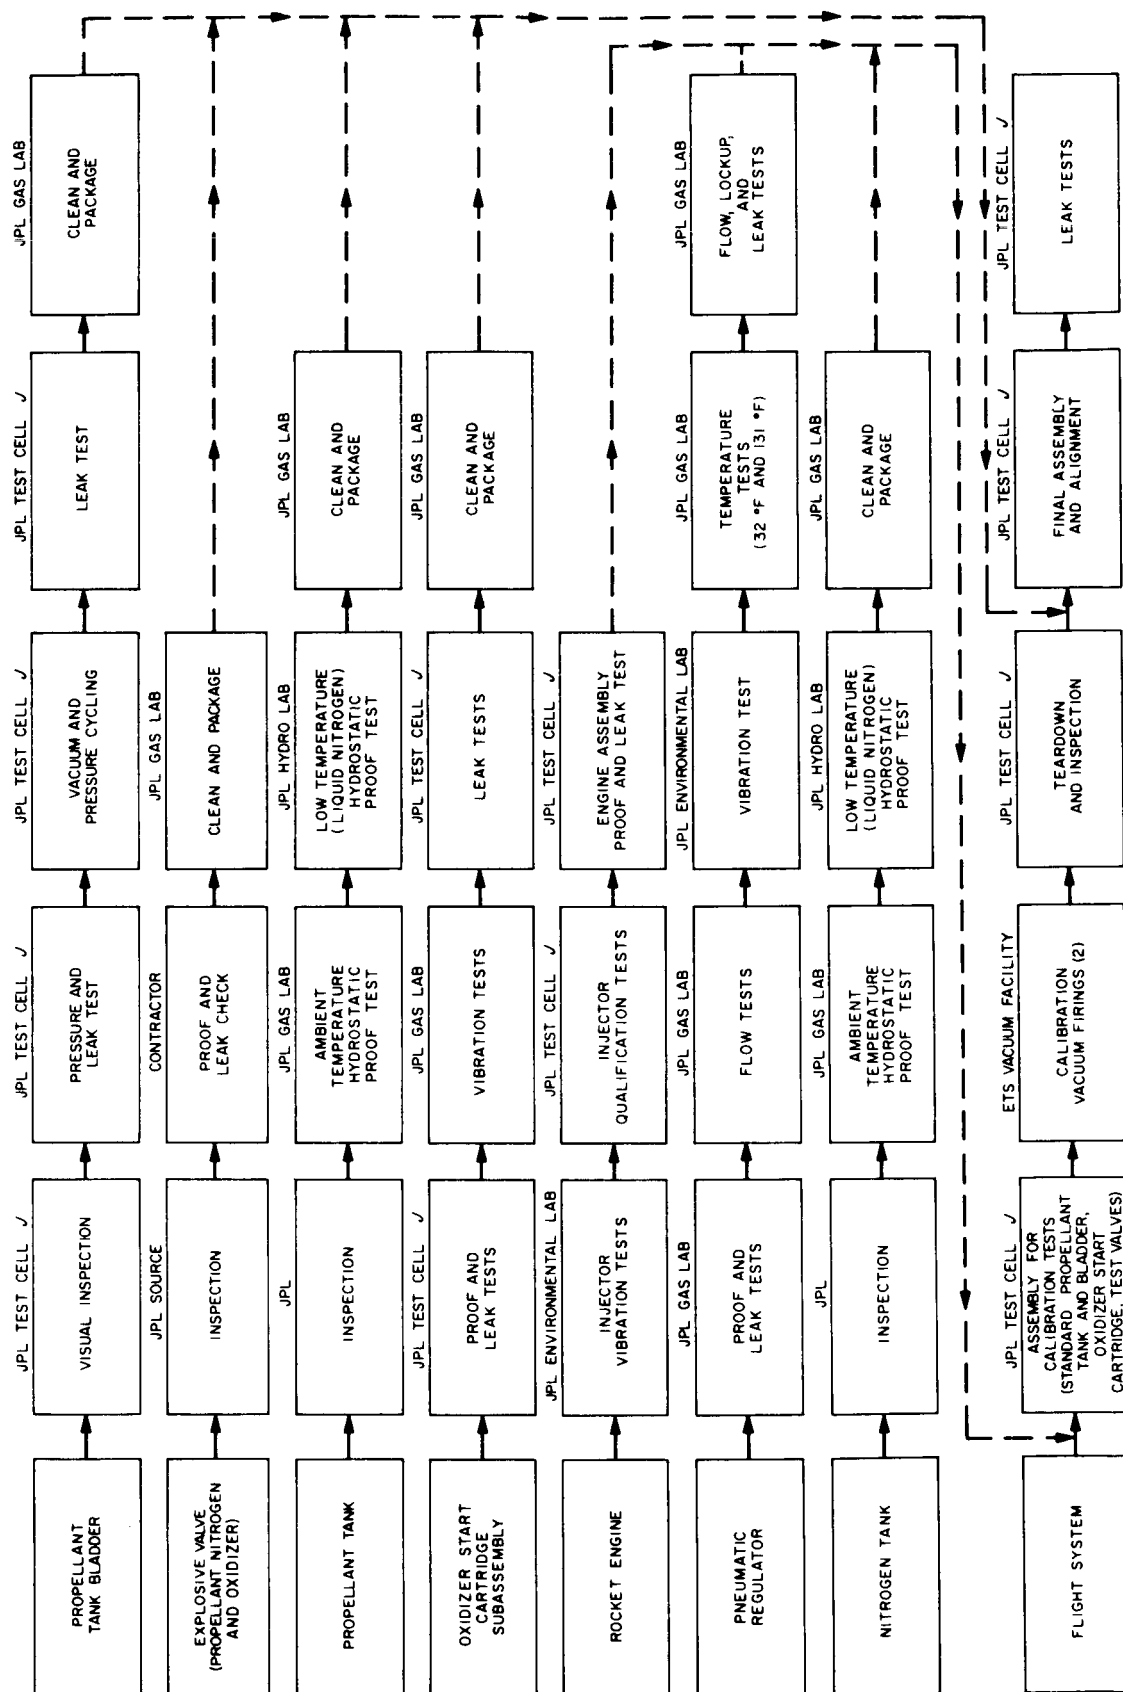 PROPELLANT
TANK BLADDER
JPL TEST CELL J
VISUAL INSPECTION
JPL TEST CELL J
PRESSURE AND
LEAK TEST
JPL TEST CELL J
VACUUM AND
PRESSURE CYCLING
JPL TEST CELL J
LEAK TEST
JPL GAS LAB
CLEAN AND
PACKAGE
EXPLOSIVE VALVE
(PROPELLANT NITROGEN
AND OXIDIZER)
JPL SOURCE
INSPECTION
CONTRACTOR
PROOF AND
LEAK CHECK
JPL GAS LAB
CLEAN AND PACKAGE
PROPELLANT TANK
JPL
INSPECTION
JPL GAS LAB
AMBIENT
TEMPERATURE
HYDROSTATIC
PROOF TEST
JPL HYDRO LAB
LOW TEMPERATURE
(LIQUID NITROGEN)
HYDROSTATIC
PROOF TEST
JPL GAS LAB
CLEAN AND
PACKAGE
OXIDIZER START
CARTRIDGE
SUBASSEMBLY
JPL TEST CELL J
PROOF AND
LEAK TESTS
JPL GAS LAB
VIBRATION TESTS
JPL TEST CELL J
LEAK TESTS
JPL GAS LAB
CLEAN AND
PACKAGE
ROCKET ENGINE
JPL ENVIRONMENTAL LAB
INJECTOR
VIBRATION TESTS
JPL TEST CELL J
INJECTOR
QUALIFICATION TESTS
JPL TEST CELL J
ENGINE ASSEMBLY
PROOF AND LEAK TEST
PNEUMATIC
REGULATOR
JPL GAS LAB
PROOF AND
LEAK TESTS
JPL GAS LAB
FLOW TESTS
JPL ENVIRONMENTAL LAB
VIBRATION TEST
JPL GAS LAB
TEMPERATURE
TESTS
(32 °F AND 131 °F)
JPL GAS LAB
FLOW, LOCKUP,
AND
LEAK TESTS
NITROGEN TANK
JPL
INSPECTION
JPL GAS LAB
AMBIENT
TEMPERATURE
HYDROSTATIC
PROOF TEST
JPL HYDRO LAB
LOW TEMPERATURE
(LIQUID NITROGEN)
HYDROSTATIC
PROOF TEST
JPL GAS LAB
CLEAN AND
PACKAGE
FLIGHT SYSTEM
JPL TEST CELL J
ASSEMBLY FOR
CALIBRATION TESTS
(STANDARD PROPELLANT
TANK AND BLADDER,
OXIDIZER START
CARTRIDGE, TEST VALVES)
ETS VACUUM FACILITY
CALIBRATION
VACUUM FIRINGS (2)
JPL TEST CELL J
TEARDOWN
AND INSPECTION
JPL TEST CELL J
FINAL ASSEMBLY
AND ALIGNMENT
JPL TEST CELL J
LEAK TESTS